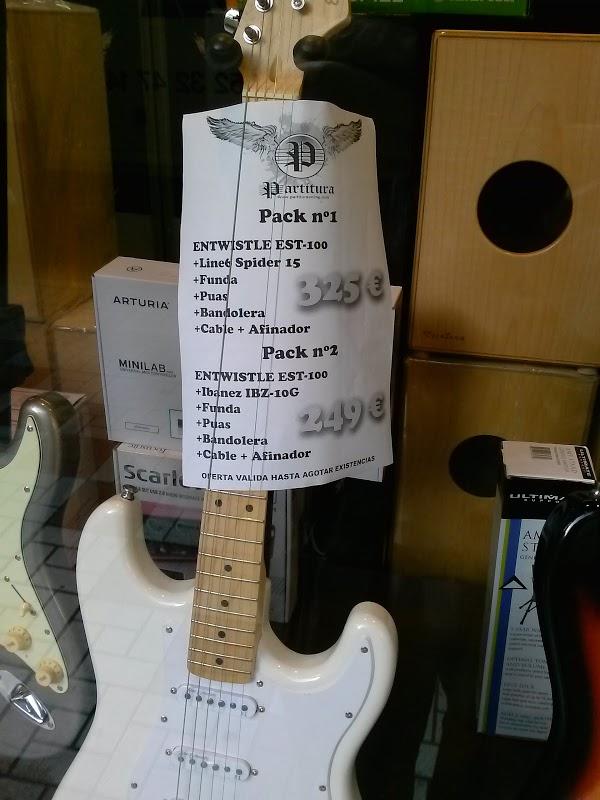 Partitura
Pack nº1
ENTWISTLE EST-100
+Line6 Spider 15
+Funda
+Puas
+Bandolera
+Cable + Afinador
325 €
Pack nº2
ENTWISTLE EST-100
+Ibanez IBZ-10G
+Funda
+Puas
+Bandolera
+Cable + Afinador
249 €
OFERTA VALIDA HASTA AGOTAR EXISTENCIAS
ARTURIA
MINILAB
Scarle
ULTIMA